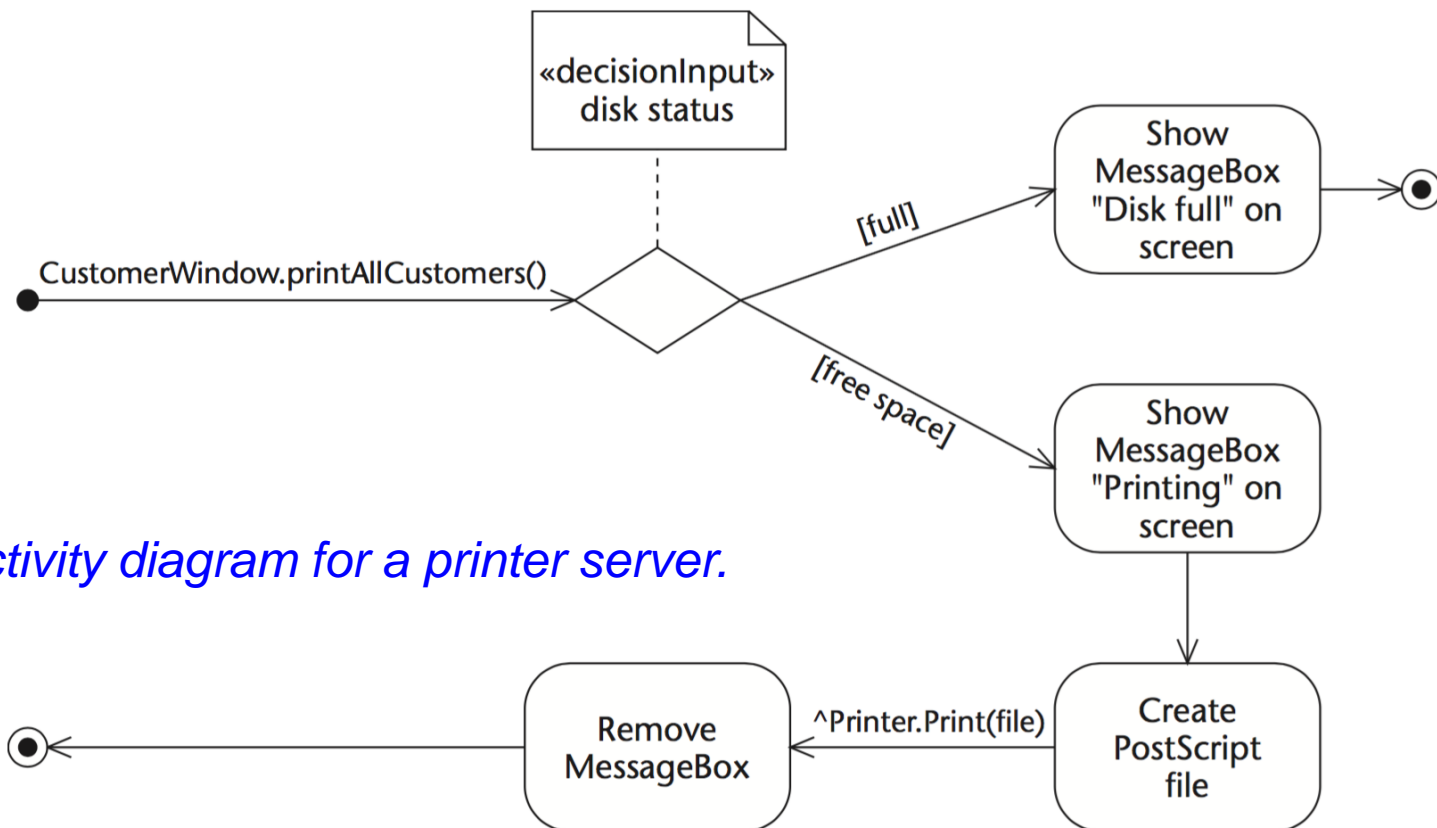 «decisionInput»
disk status
Show
MessageBox
"Disk full" on
screen
[full]
CustomerWindow.printAllCustomers()
[free space]
Show
MessageBox
"Printing" on
screen
ctivity diagram for a printer server.
Remove
MessageBox
^Printer.Print(file)
Create
PostScript
file